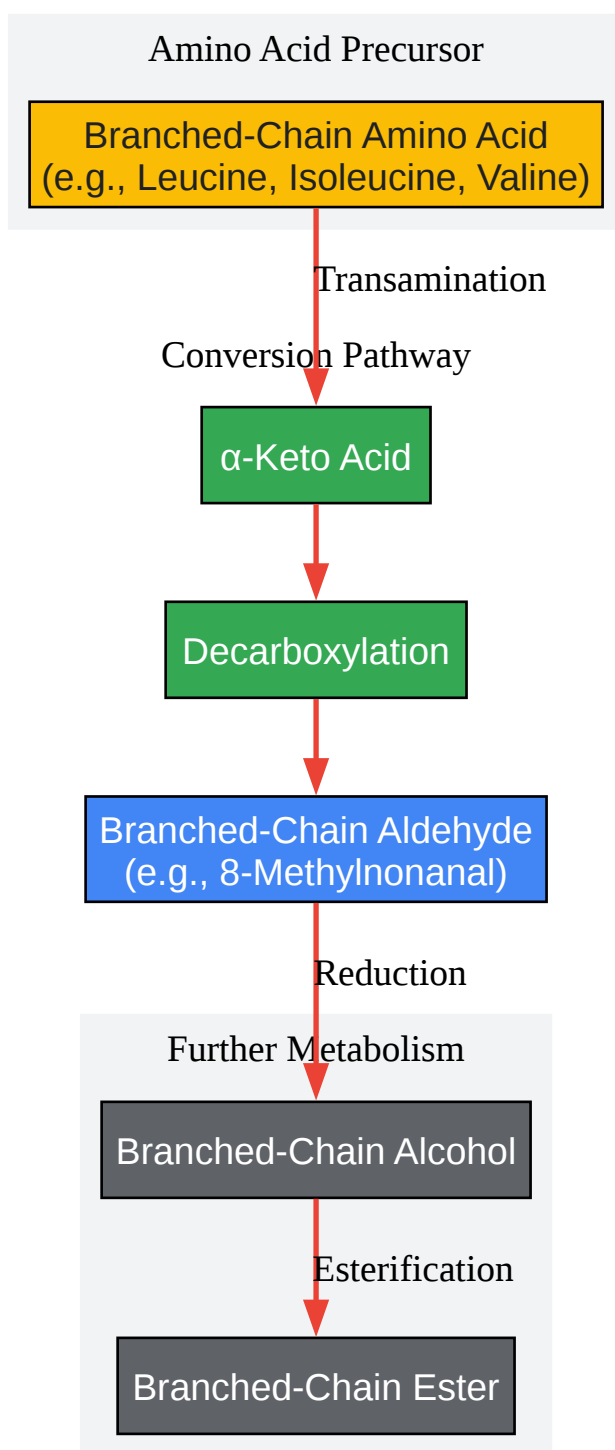 Amino Acid Precursor
Branched-Chain Amino Acid
(e.g., Leucine, Isoleucine, Valine)
Transamination
Conversion Pathway
α-Keto Acid
Decarboxylation
Branched-Chain Aldehyde
(e.g., 8-Methylnonanal)
Reduction
Further Metabolism
Branched-Chain Alcohol
Esterification
Branched-Chain Ester